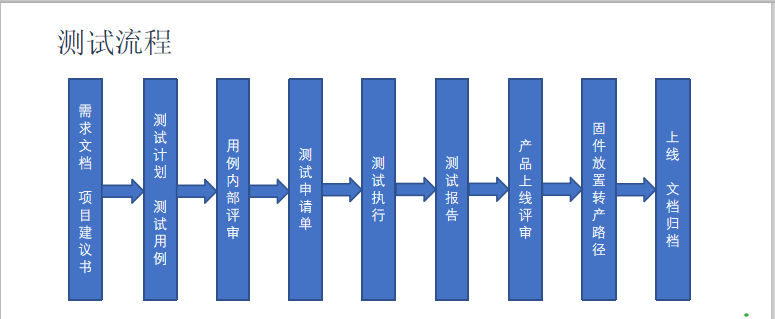 测试流程
需求文档 项目建议书
测试计划 测试用例
用例内部评审
测试申请单
测试执行
测试报告
产品上线评审
固件放置转产路径
上线 文档归档